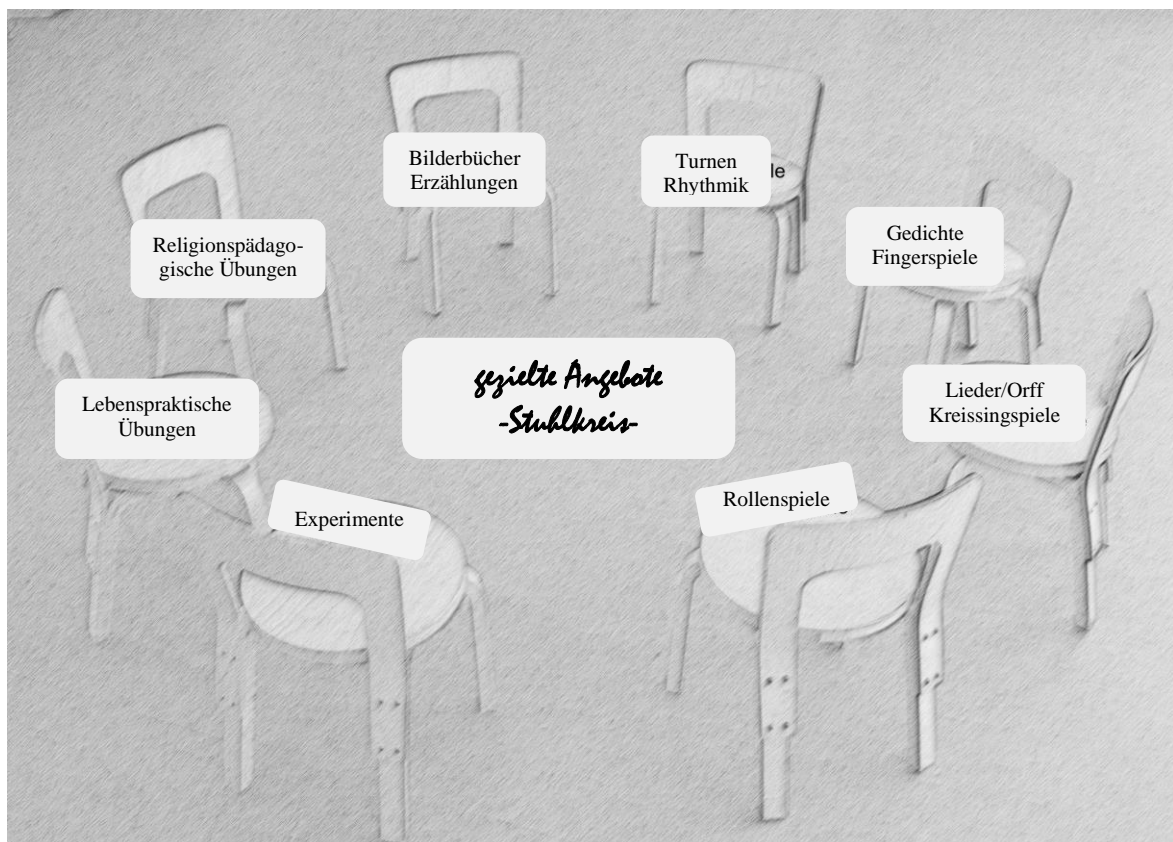 Bilderbücher
Erzählungen
Turnen
Rhythmik
le
Religionspädago-
gische Übungen
Gedichte
Fingerspiele
gezielte Angebote
-Stuhlkreis-
Lebenspraktische
Übungen
Lieder/Orff
Kreissingspiele
Experimente
Rollenspiele